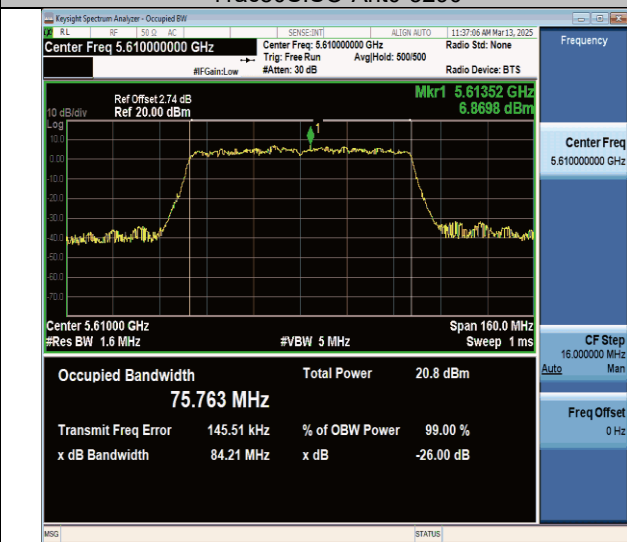 Keysight Spectrum Analyzer - Occupied BW
RL RF 50 Ω AC SENSE:INT ALIGN AUTO 11:37:06 AM Mar 13, 2025
Center Freq 5.610000000 GHz Center Freq: 5.610000000 GHz Radio Std: None Frequency
Trig: Free Run Avg|Hold: 500/500
#IFGain:Low #Atten: 30 dB Radio Device: BTS
Mkr1 5.61352 GHz
Ref Offset 2.74 dB
10 dB/div Ref 20.00 dBm 6.8698 dBm
Log
10.0
0.00
-10.0
-20.0
-30.0
-40.0
-50.0
-60.0
-70.0
1
Center Freq
5.610000000 GHz
Center 5.61000 GHz Span 160.0 MHz
#Res BW 1.6 MHz #VBW 5 MHz Sweep 1 ms
CF Step
16.000000 MHz
Auto Man
Occupied Bandwidth Total Power 20.8 dBm
75.763 MHz
Freq Offset
0 Hz
Transmit Freq Error 145.51 kHz % of OBW Power 99.00 %
x dB Bandwidth 84.21 MHz x dB -26.00 dB
MSG STATUS